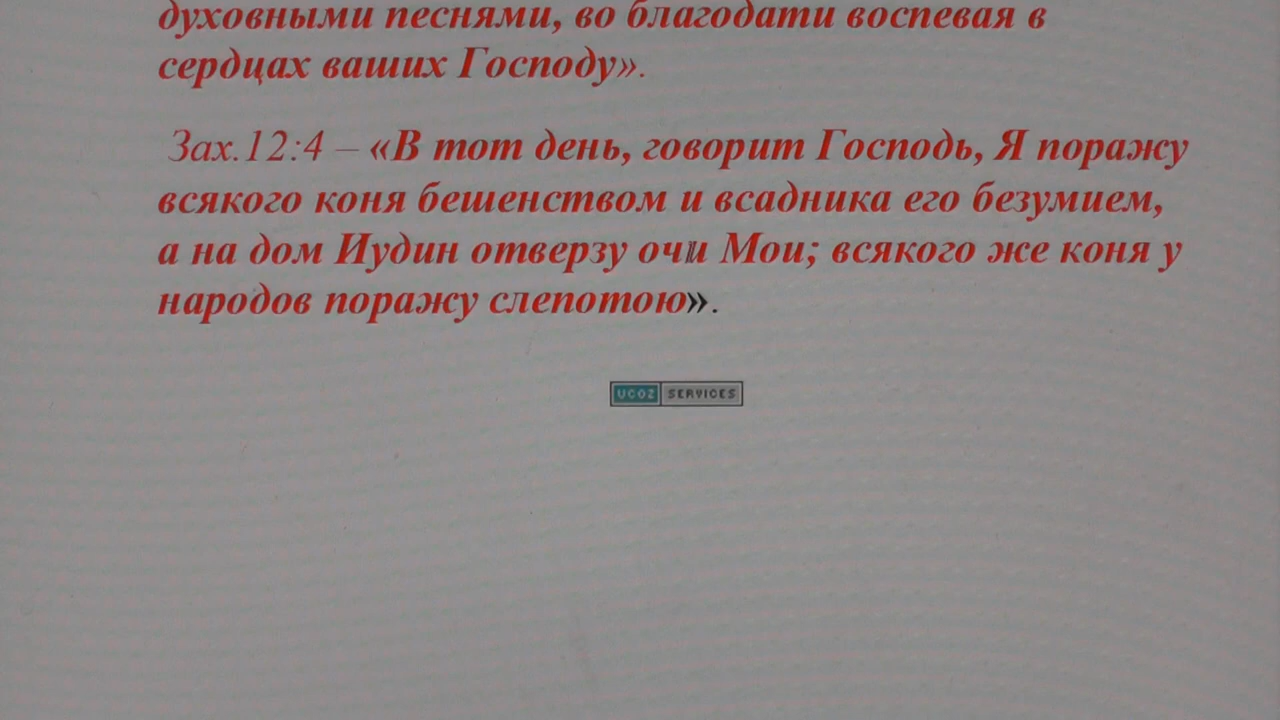 духовными песнями, во благодати воспевая в
сердцах ваших Господу».
Зах.12:4 – «В тот день, говорит Господь, Я поражу
всякого коня бешенством и всадника его безумием,
а на дом Иудин отверзу очи Мои; всякого же коня у
народов поражу слепотою».
UCOZ SERVICES